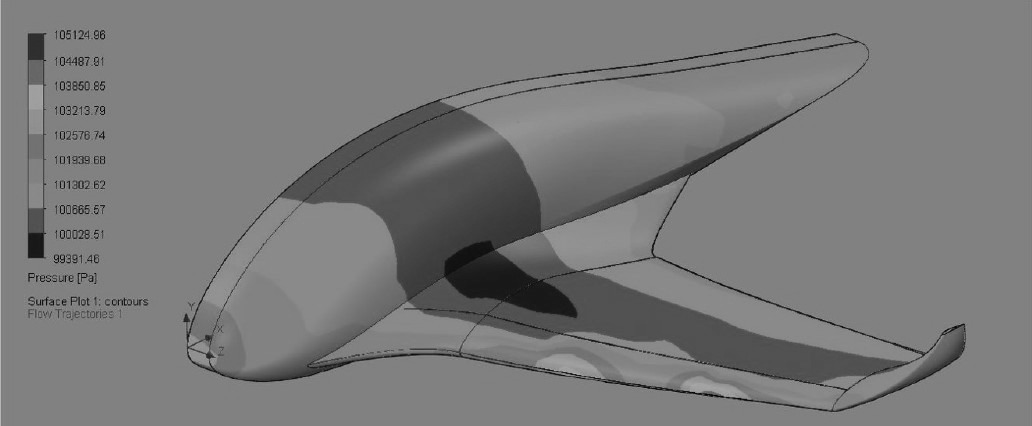 105124.96
104487.91
103850.85
103213.79
102576.74
101939.68
101302.62
100665.57
100028.51
99391.46
Pressure [Pa]
Surface Plot 1: contours
Flow Trajectories 1
Y
X
Z